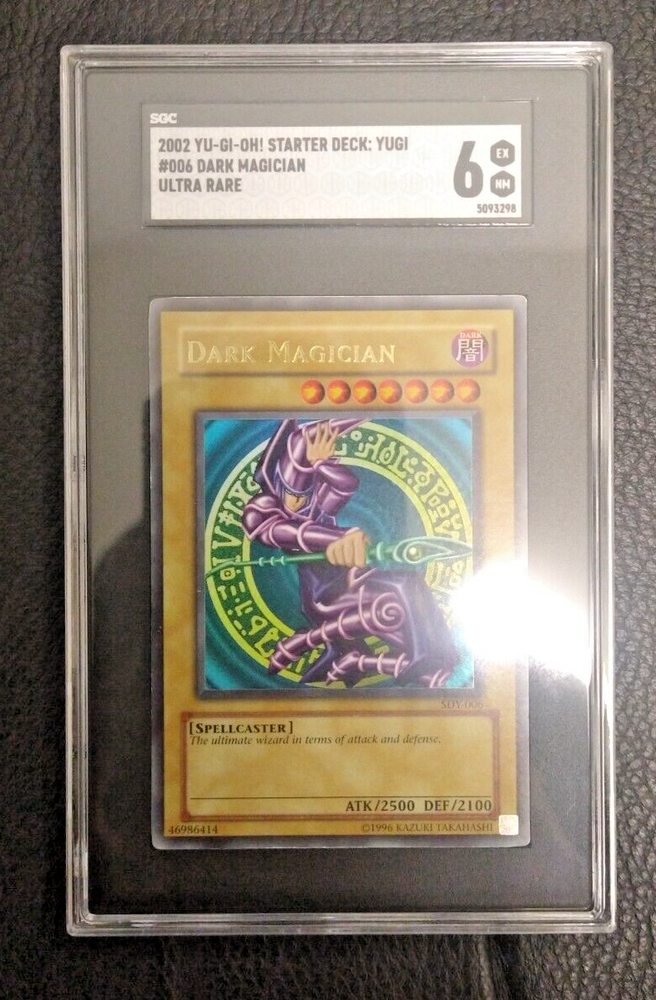 SGC
2002 YU-GI-OH! STARTER DECK: YUGI
#006 DARK MAGICIAN
ULTRA RARE
6
EX
NM
5093298
DARK MAGICIAN
DARK
闇
SDY-006
[SPELLCASTER]
The ultimate wizard in terms of attack and defense.
ATK/2500 DEF/2100
46986414
©1996 KAZUKI TAKAHASHI